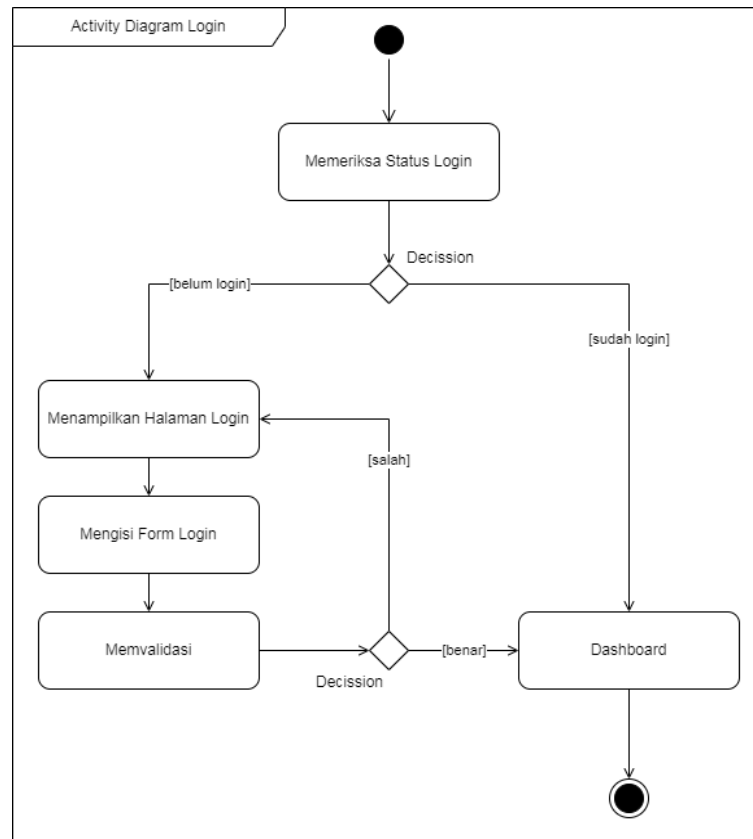 Activity Diagram Login
Memeriksa Status Login
Decission
[belum login]
[sudah login]
Menampilkan Halaman Login
[salah]
Mengisi Form Login
Memvalidasi
[benar]
Dashboard
Decission